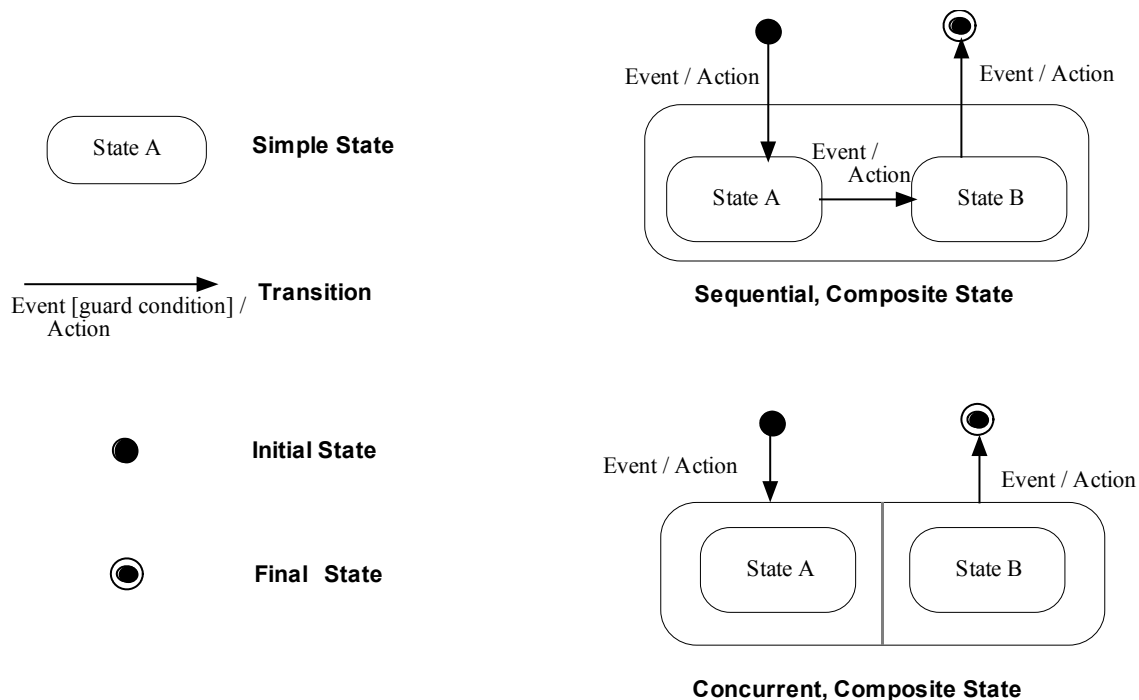 State A
Simple State
Event [guard condition] /
Action
Transition
Initial State
Final State
Event / Action
Event / Action
Event /
Action
State A
State B
Sequential, Composite State
Event / Action
Event / Action
State A
State B
Concurrent, Composite State